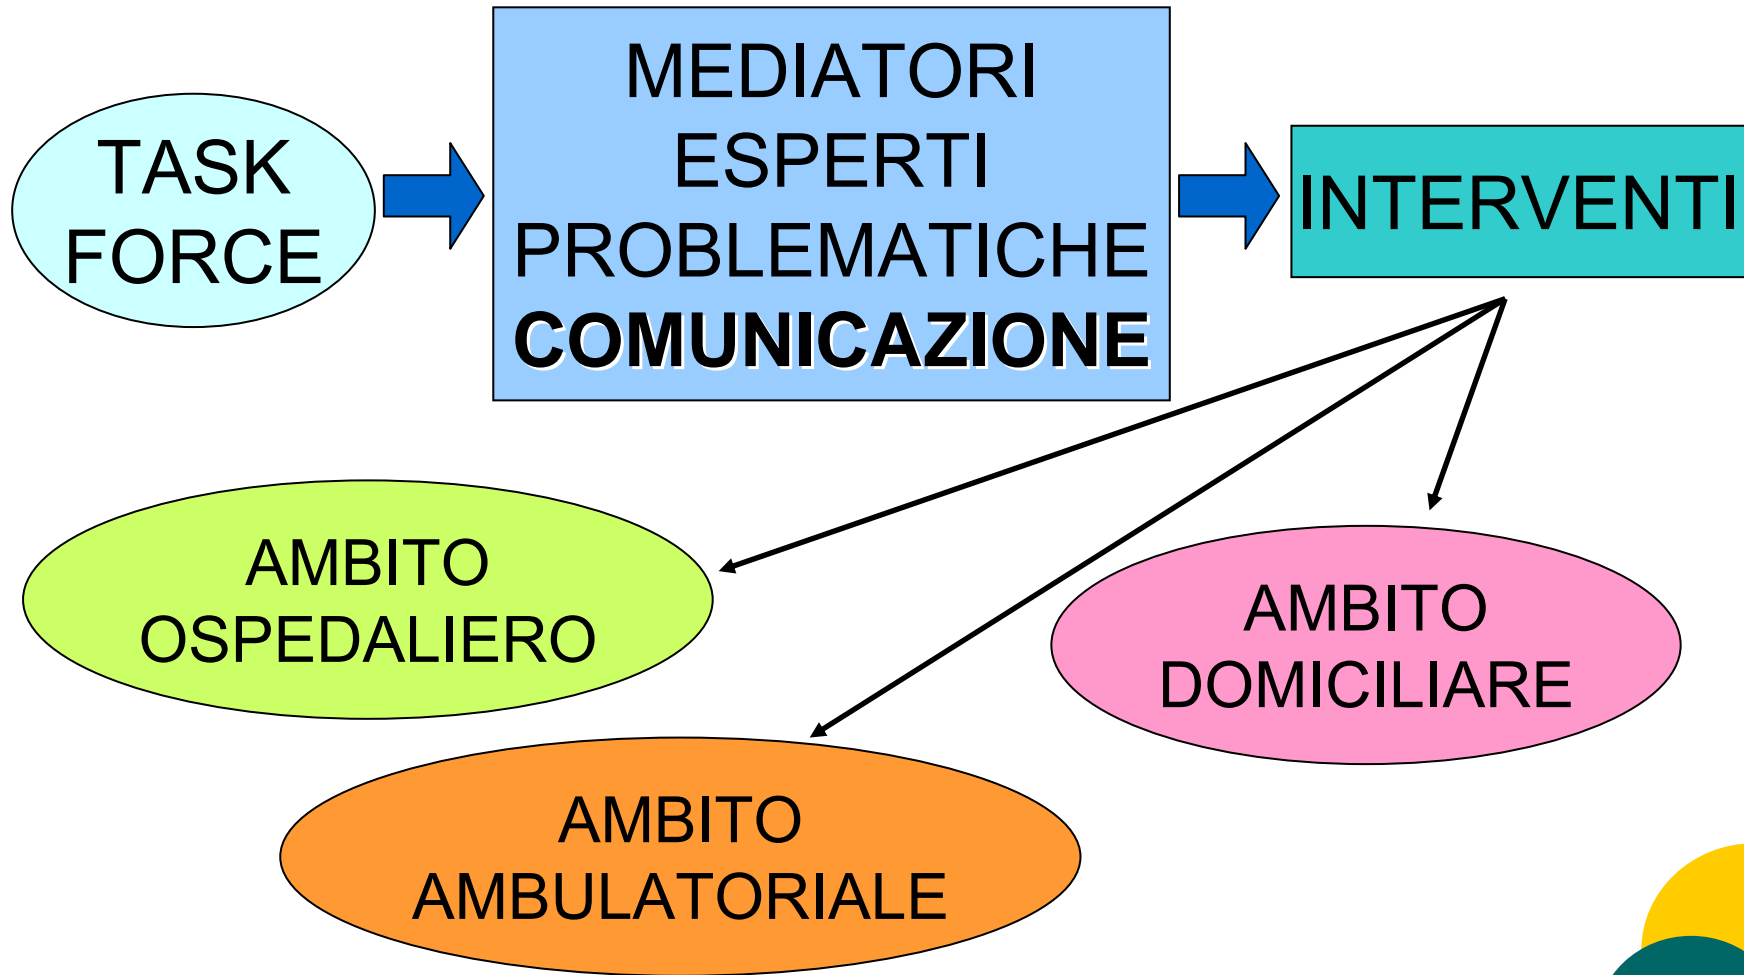 TASK
FORCE
MEDIATORI
ESPERTI
PROBLEMATICHE
COMUNICAZIONE
INTERVENTI
AMBITO
OSPEDALIERO
AMBITO
DOMICILIARE
AMBITO
AMBULATORIALE